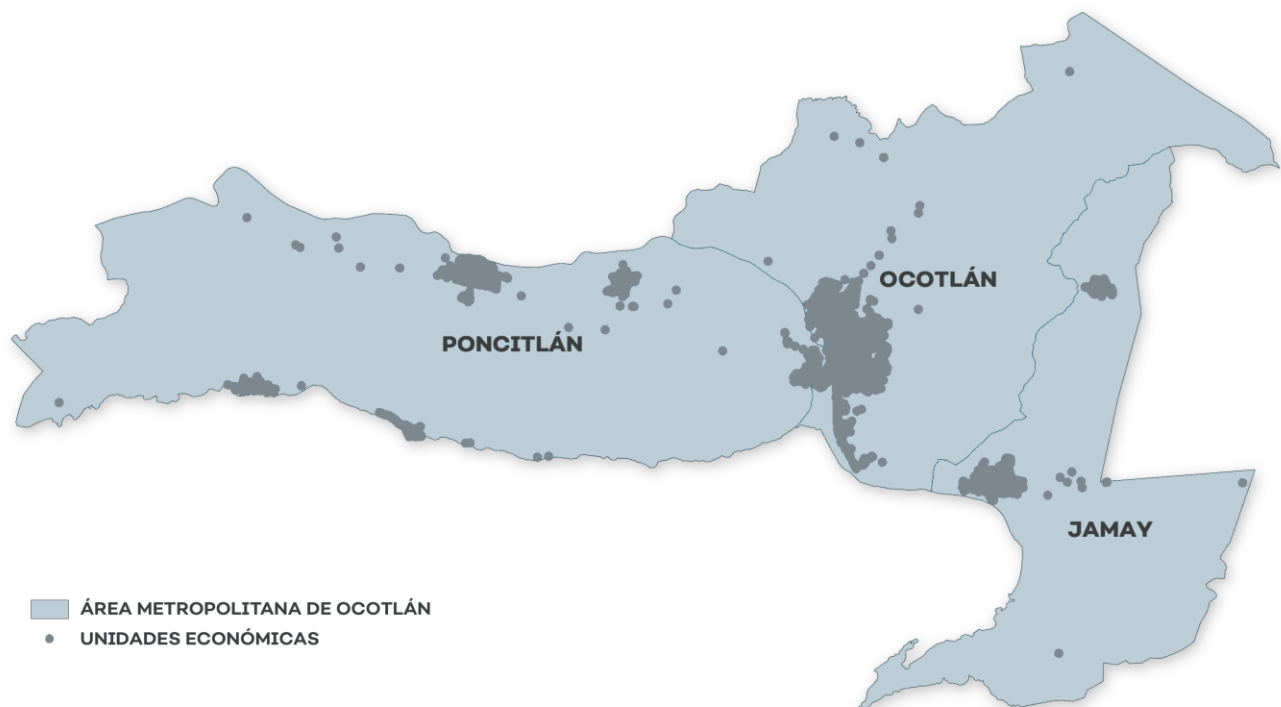 OCOTLÁN
PONCITLÁN
JAMAY
ÁREA METROPOLITANA DE OCOTLÁN
UNIDADES ECONÓMICAS